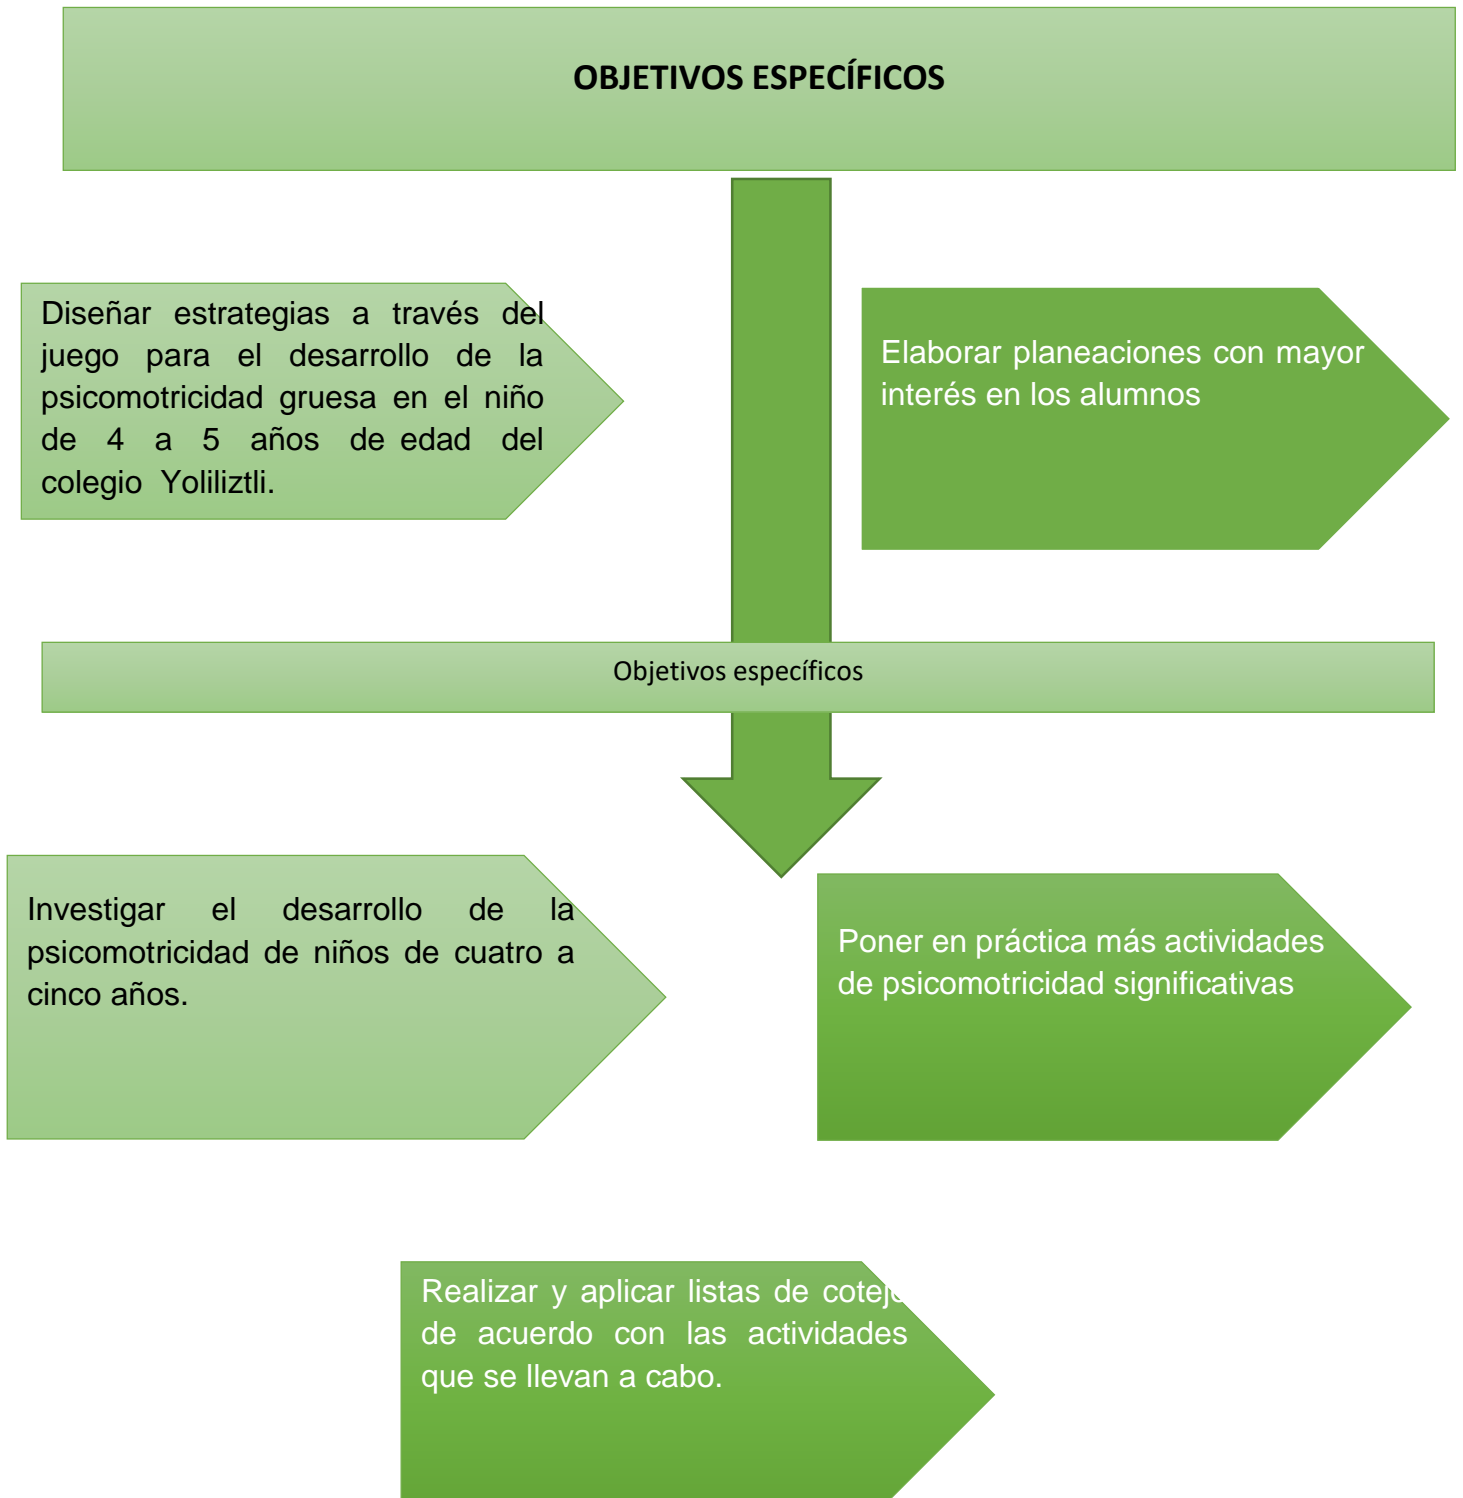 OBJETIVOS ESPECÍFICOS
Diseñar estrategias a través del
juego para el desarrollo de la
psicomotricidad gruesa en el niño
de 4 a 5 años de edad del
colegio Yoliliztli.
Elaborar planeaciones con mayor
interés en los alumnos
Objetivos específicos
Investigar el desarrollo de la
psicomotricidad de niños de cuatro a
cinco años.
Poner en práctica más actividades
de psicomotricidad significativas
Realizar y aplicar listas de cotejo
de acuerdo con las actividades
que se llevan a cabo.